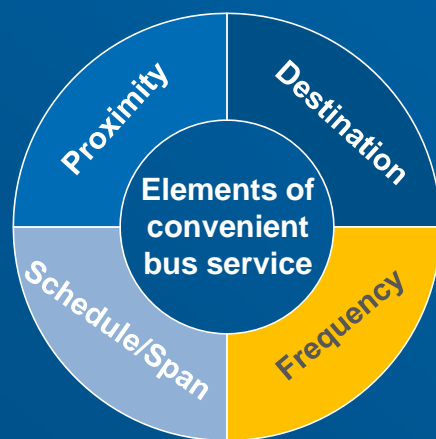 Proximity
Destination
Elements of
convenient
bus service
Schedule/Span
Frequency